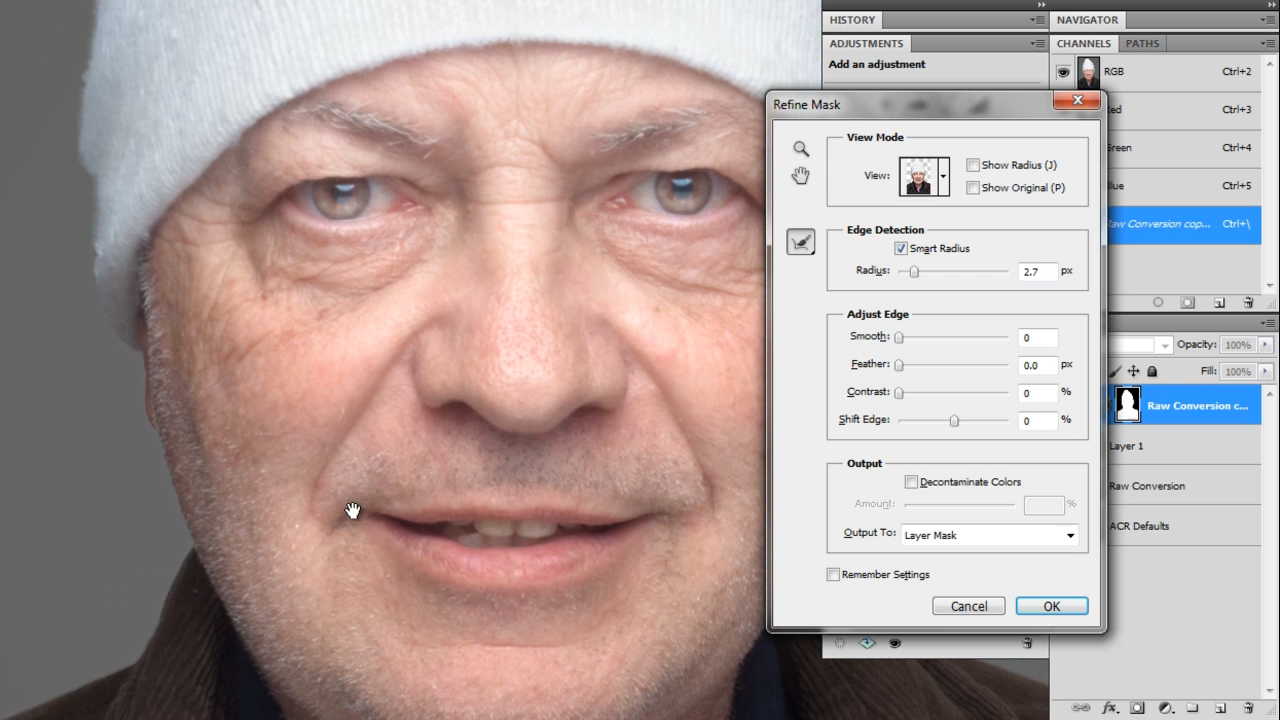 HISTORY
NAVIGATOR
ADJUSTMENTS
CHANNELS PATHS
Add an adjustment
RGB Ctrl+2
Red Ctrl+3
Green Ctrl+4
Blue Ctrl+5
Raw Conversion cop... Ctrl+\
Refine Mask
View Mode
View:
Show Radius (J)
Show Original (P)
Edge Detection
Smart Radius
Radius: 2.7 px
Adjust Edge
Smooth: 0
Feather: 0.0 px
Contrast: 0 %
Shift Edge: 0 %
Output
Decontaminate Colors
Amount: %
Output To: Layer Mask
Remember Settings
Cancel OK
Opacity: 100%
Fill: 100%
Raw Conversion c...
Layer 1
Raw Conversion
ACR Defaults
fx